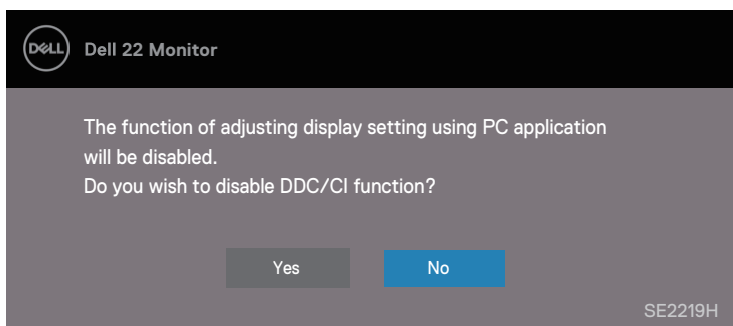 DELL
Dell 22 Monitor
The function of adjusting display setting using PC application
will be disabled.
Do you wish to disable DDC/CI function?
Yes
No
SE2219H